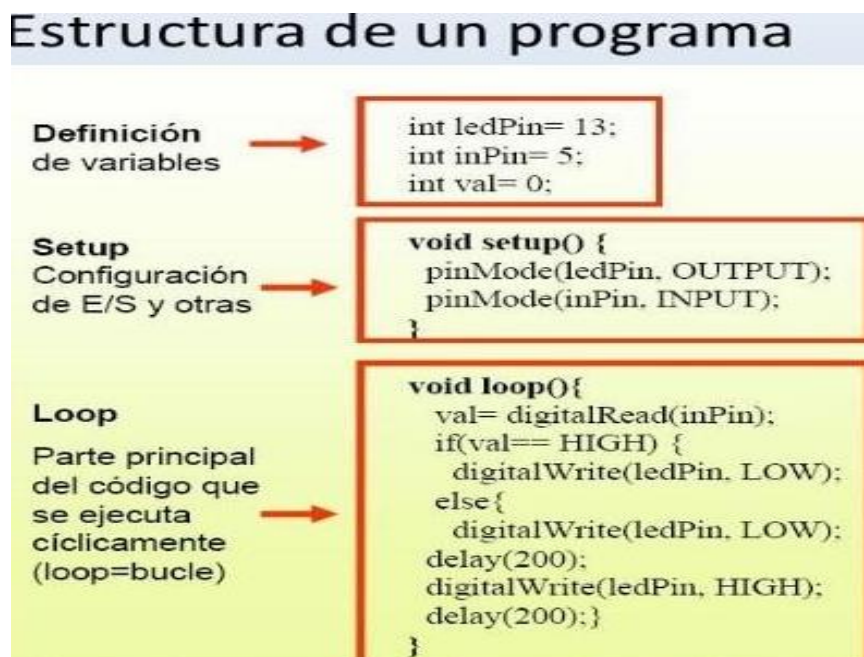 Estructura de un programa
Definición
de variables
int ledPin= 13;
int inPin= 5;
int val= 0;
Setup
Configuración
de E/S y otras
void setup() {
pinMode(ledPin, OUTPUT);
pinMode(inPin, INPUT);
}
Loop
Parte principal
del código que
se ejecuta
cíclicamente
(loop=bucle)
void loop(){
val= digitalRead(inPin);
if(val== HIGH) {
digitalWrite(ledPin, LOW);
else{
digitalWrite(ledPin, LOW);
delay(200);
digitalWrite(ledPin, HIGH);
delay(200);}
}